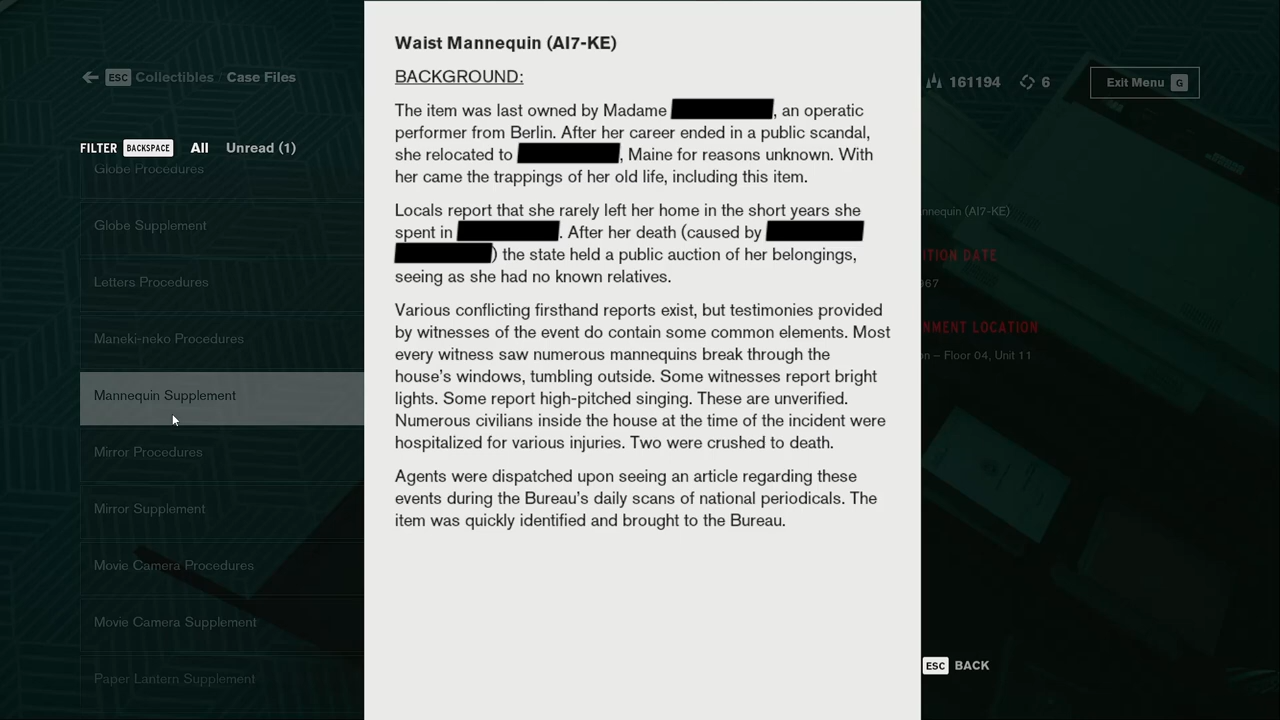 Waist Mannequin (AI7-KE)
BACKGROUND:
The item was last owned by Madame , an operatic
performer from Berlin. After her career ended in a public scandal,
she relocated to , Maine for reasons unknown. With
her came the trappings of her old life, including this item.
Locals report that she rarely left her home in the short years she
spent in . After her death (caused by
) the state held a public auction of her belongings,
seeing as she had no known relatives.
Various conflicting firsthand reports exist, but testimonies provided
by witnesses of the event do contain some common elements. Most
every witness saw numerous mannequins break through the
house's windows, tumbling outside. Some witnesses report bright
lights. Some report high-pitched singing. These are unverified.
Numerous civilians inside the house at the time of the incident were
hospitalized for various injuries. Two were crushed to death.
Agents were dispatched upon seeing an article regarding these
events during the Bureau's daily scans of national periodicals. The
item was quickly identified and brought to the Bureau.
ESC Collectibles / Case Files
FILTER BACKSPACE All Unread (1)
Globe Procedures
Globe Supplement
Letters Procedures
Maneki-neko Procedures
Mannequin Supplement
Mirror Procedures
Mirror Supplement
Movie Camera Procedures
Movie Camera Supplement
Paper Lantern Supplement
161194 6
Exit Menu G
nnequin (AI7-KE)
ITION DATE
967
NMENT LOCATION
on – Floor 04, Unit 11
ESC BACK